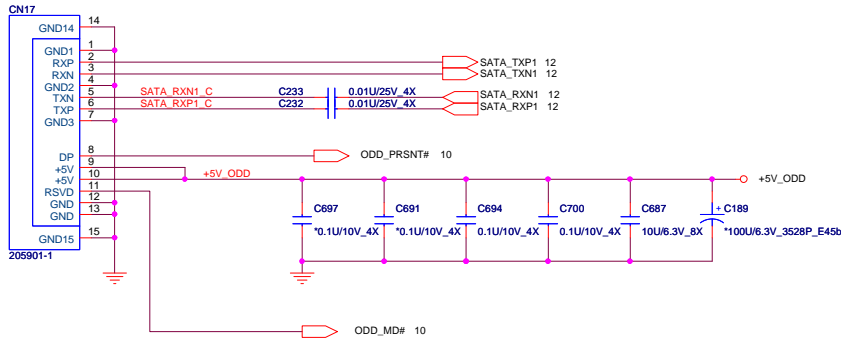 CN17
GND14 14
GND1 1
RXP 2 SATA_TXP1 12
RXN 3 SATA_TXN1 12
GND2 4
TXN 5 SATA_RXN1_C C233 0.01U/25V_4X SATA_RXN1 12
TXP 6 SATA_RXP1_C C232 0.01U/25V_4X SATA_RXP1 12
GND3 7
DP 8 ODD_PRSNT# 10
+5V 9
+5V 10 +5V_ODD +5V_ODD
RSVD 11
GND 12
GND 13
C697 C691 C694 C700 C687 + C189
*0.1U/10V_4X *0.1U/10V_4X 0.1U/10V_4X 0.1U/10V_4X 10U/6.3V_8X *100U/6.3V_3528P_E45b
GND15 15
205901-1
ODD_MD# 10